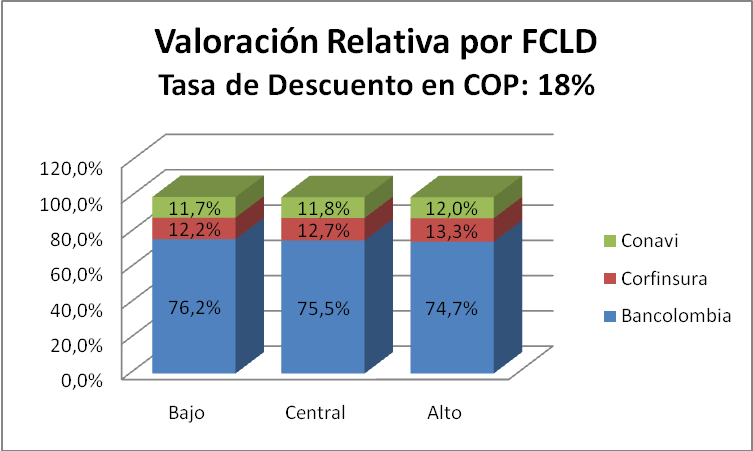 Valoración Relativa por FCLD
Tasa de Descuento en COP: 18%
120,0%
100,0%
80,0%
60,0%
40,0%
20,0%
0,0%
11,7%
11,8%
12,0%
12,2%
12,7%
13,3%
76,2%
75,5%
74,7%
Bajo
Central
Alto
Conavi
Corfinsura
Bancolombia